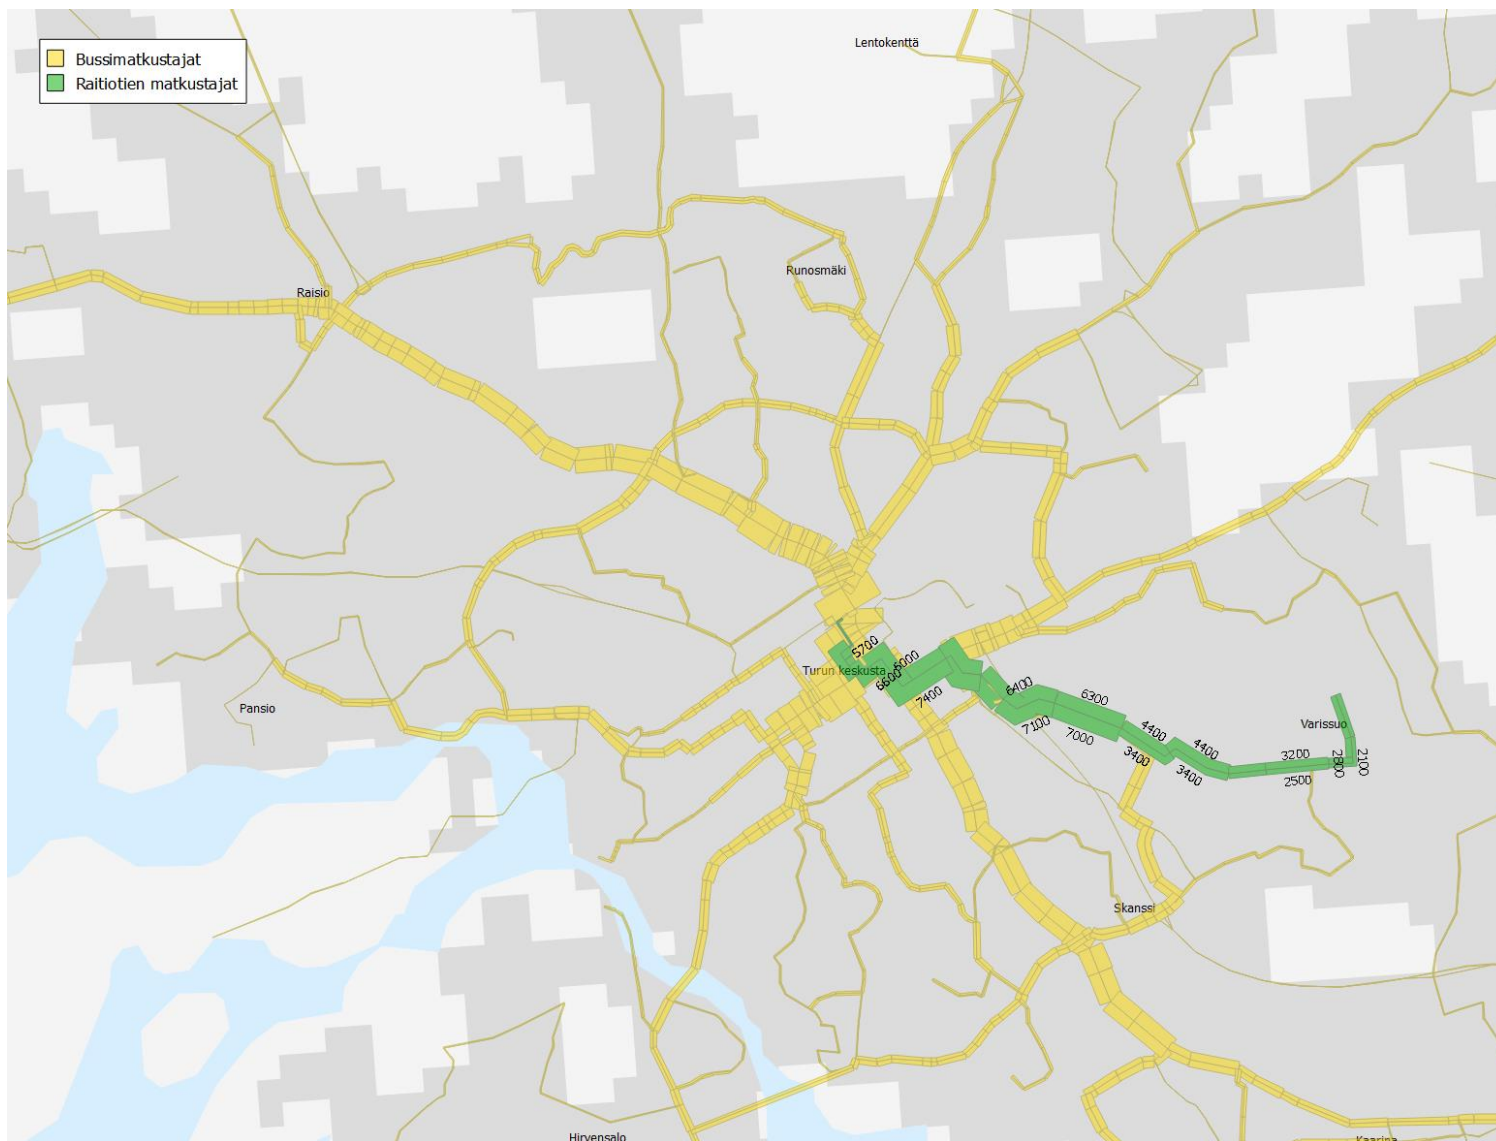 Lentokenttä
Bussimatkustajat
Raitiotien matkustajat
Runosmäki
Raisio
5700
6000
Turun keskusta
6600
7400
6400
6300
Pansio
7100
7000
4400
4400
Varissuo
3400
3400
3200
2500
2800
2100
Skanssi
Hirvensalo
Kaarina